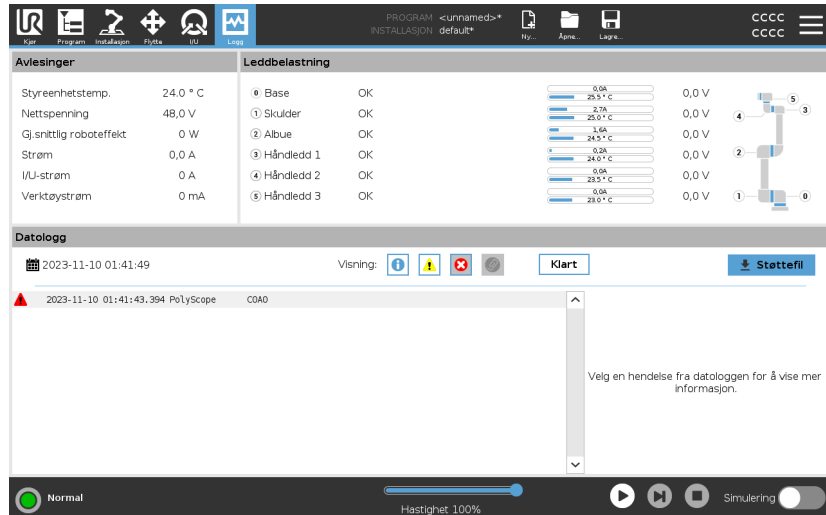 PROGRAM <unnamed>*
INSTALLASJON default*
CCCC
CCCC
Kjør Program Installasjon Flytte I/U Logg Ny... Åpne... Lagre...
Avlesinger
Styreenhetstemp. 24.0 ° C
Nettspenning 48,0 V
Gj.snittlig roboteffekt 0 W
Strøm 0,0 A
I/U-strøm 0 A
Verktøystrøm 0 mA
Leddbelastning
0 Base OK 0,0A 25.5 ° C 0,0 V
1 Skulder OK 2,7A 25.0 ° C 0,0 V
2 Albue OK 1,6A 24.5 ° C 0,0 V
3 Håndledd 1 OK 0,2A 24.0 ° C 0,0 V
4 Håndledd 2 OK 0,0A 23.5 ° C 0,0 V
5 Håndledd 3 OK 0,0A 23.0 ° C 0,0 V
5
4 3
2
1 0
Datologg
2023-11-10 01:41:49 Visning: Klart Støttefil
2023-11-10 01:41:43.394 PolyScope C0A0
Velg en hendelse fra datologgen for å vise mer
informasjon.
Normal Hastighet 100% Simulering